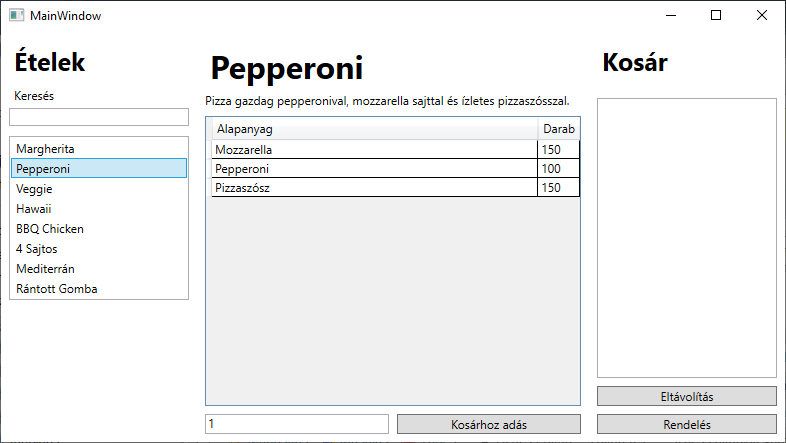 MainWindow
Ételek
Keresés
Margherita
Pepperoni
Veggie
Hawaii
BBQ Chicken
4 Sajtos
Mediterrán
Rántott Gomba
Pepperoni
Pizza gazdag pepperonival, mozzarella sajttal és ízletes pizzaszósszal.
Alapanyag Darab
Mozzarella 150
Pepperoni 100
Pizzaszósz 150
1
Kosárhoz adás
Kosár
Eltávolítás
Rendelés